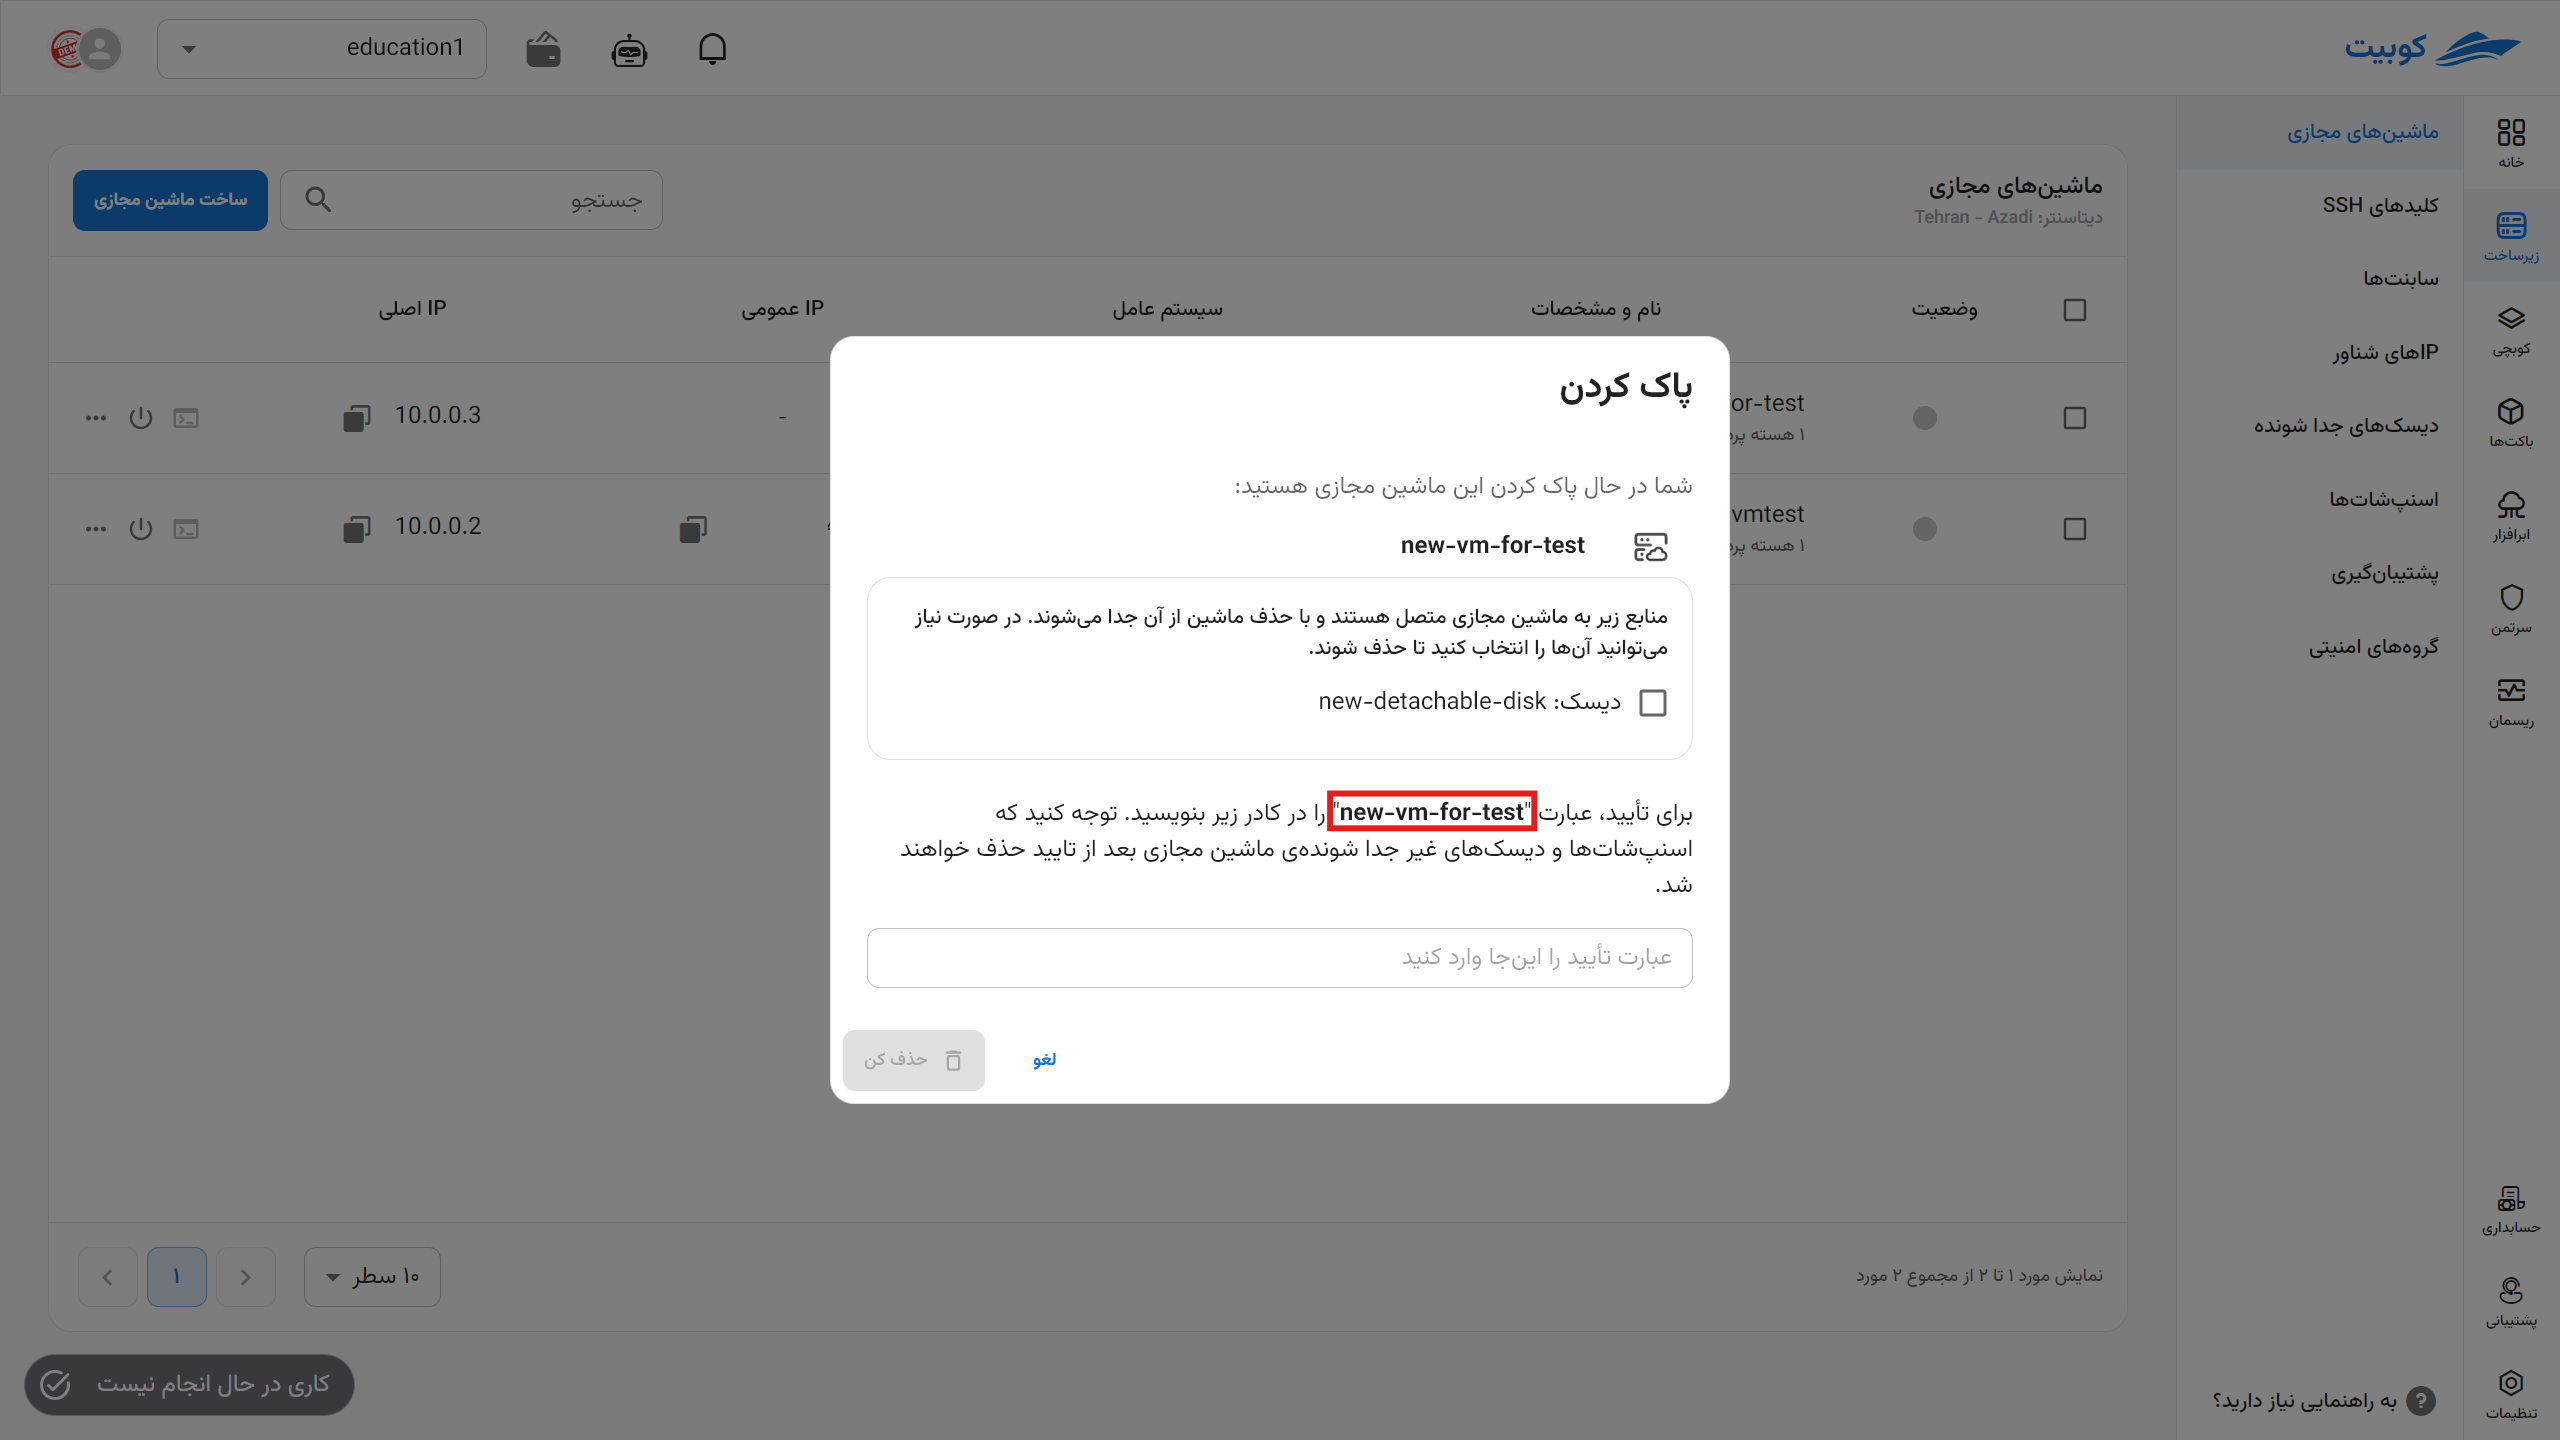 کوبیت
education1
DEMO
خانه
زیرساخت
کوبچی
باکت‌ها
ابرافزار
سرتمن
ریسمان
حسابداری
پشتیبانی
تنظیمات
ماشین‌های مجازی
کلیدهای SSH
سابنت‌ها
IPهای شناور
دیسک‌های جدا شونده
اسنپ‌شات‌ها
پشتیبان‌گیری
گروه‌های امنیتی
به راهنمایی نیاز دارید؟
ماشین‌های مجازی
دیتاسنتر: Tehran - Azadi
جستجو
ساخت ماشین مجازی
وضعیت
نام و مشخصات
سیستم عامل
IP عمومی
IP اصلی
or-test
۱ هسته
-
10.0.0.3
vmtest
۱ هسته
10.0.0.2
پاک کردن
شما در حال پاک کردن این ماشین مجازی هستید:
new-vm-for-test
منابع زیر به ماشین مجازی متصل هستند و با حذف ماشین از آن جدا می‌شوند. در صورت نیاز
می‌توانید آن‌ها را انتخاب کنید تا حذف شوند.
دیسک: new-detachable-disk
برای تأیید، عبارت "new-vm-for-test" را در کادر زیر بنویسید. توجه کنید که
اسنپ‌شات‌ها و دیسک‌های غیر جدا شونده‌ی ماشین مجازی بعد از تایید حذف خواهند
شد.
عبارت تأیید را این‌جا وارد کنید
لغو
حذف کن
نمایش مورد ۱ تا ۲ از مجموع ۲ مورد
۱۰ سطر
۱
کاری در حال انجام نیست